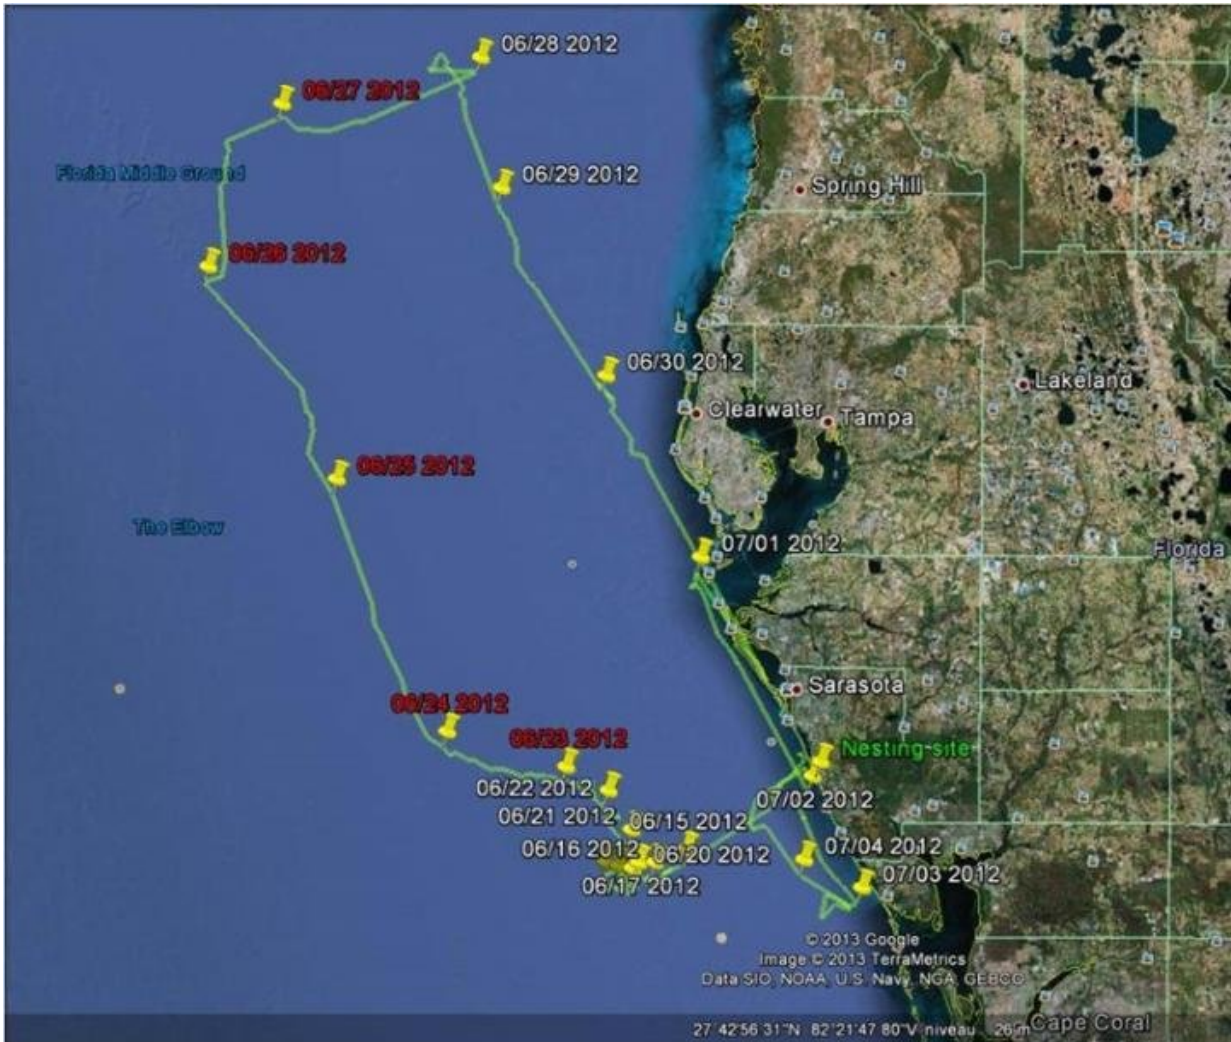 06/28 2012
06/27 2012
Florida Middle Ground
06/29 2012
Spring Hill
06/26 2012
06/30 2012
Lakeland
Clearwater
Tampa
06/25 2012
The Elbow
07/01 2012
Florida
Sarasota
06/24 2012
06/23 2012
Nesting site
06/22 2012
07/02 2012
06/21 2012
06/15 2012
06/16 2012
06/20 2012
07/04 2012
06/17 2012
07/03 2012
© 2013 Google
Image © 2013 TerraMetrics
Data SIO, NOAA, U.S. Navy, NGA, GEBCO
27 42'56 31"N 82'21'47 80"V niveau 26 m
Cape Coral